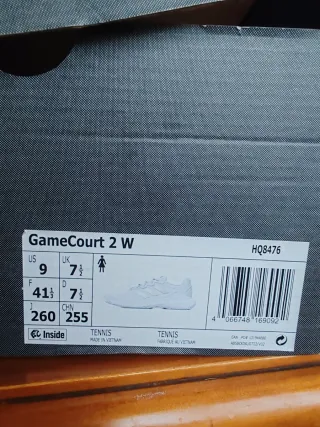 GameCourt 2 W
HQ8476
US UK
9 7½
F D
41⅓ 7½
J CHN
260 255
Inside
TENNIS TENNIS
MADE IN VIETNAM FABRIQUÉ AU VIETNAM
4 066748 169092